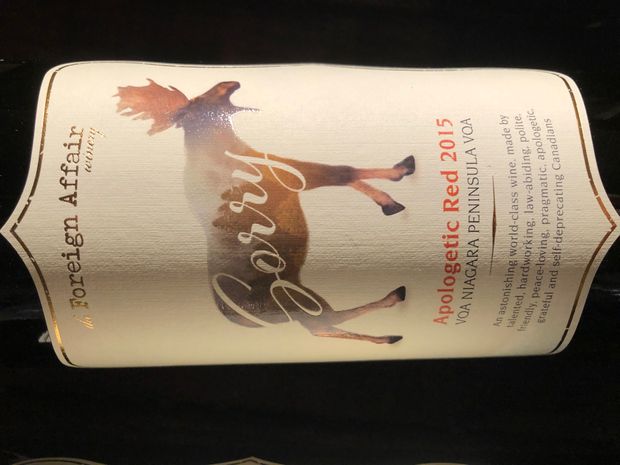 the Foreign Affair
winery
Sorry
Apologetic Red 2015
VQA NIAGARA PENINSULA VQA
An astonishing world-class wine, made by
talented, hardworking, law-abiding, polite,
friendly, peace-loving, pragmatic, apologetic,
grateful and self-deprecating Canadians